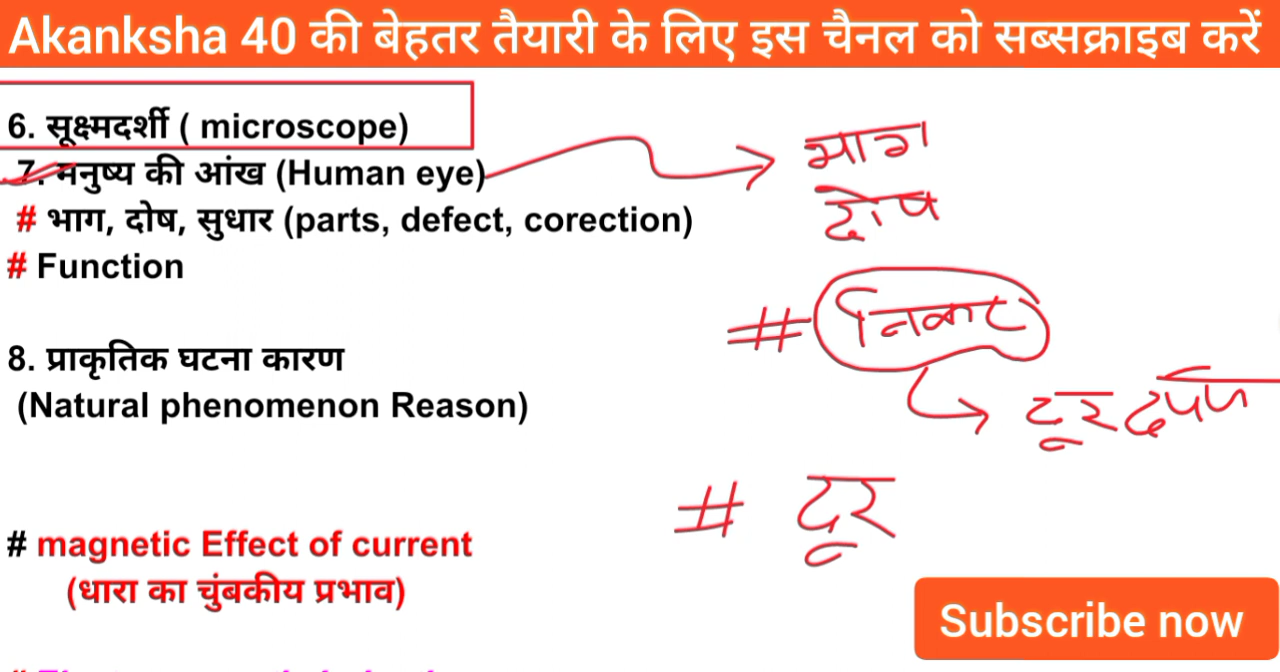 Akanksha 40 की बेहतर तैयारी के लिए इस चैनल को सब्सक्राइब करें
6. सूक्ष्मदर्शी ( microscope)
7. मनुष्य की आंख (Human eye)
# भाग, दोष, सुधार (parts, defect, corection)
# Function
8. प्राकृतिक घटना कारण
(Natural phenomenon Reason)
# magnetic Effect of current
(धारा का चुंबकीय प्रभाव)
भाग
दोष
# निकट
दूर दर्पण
# दूर
Subscribe now